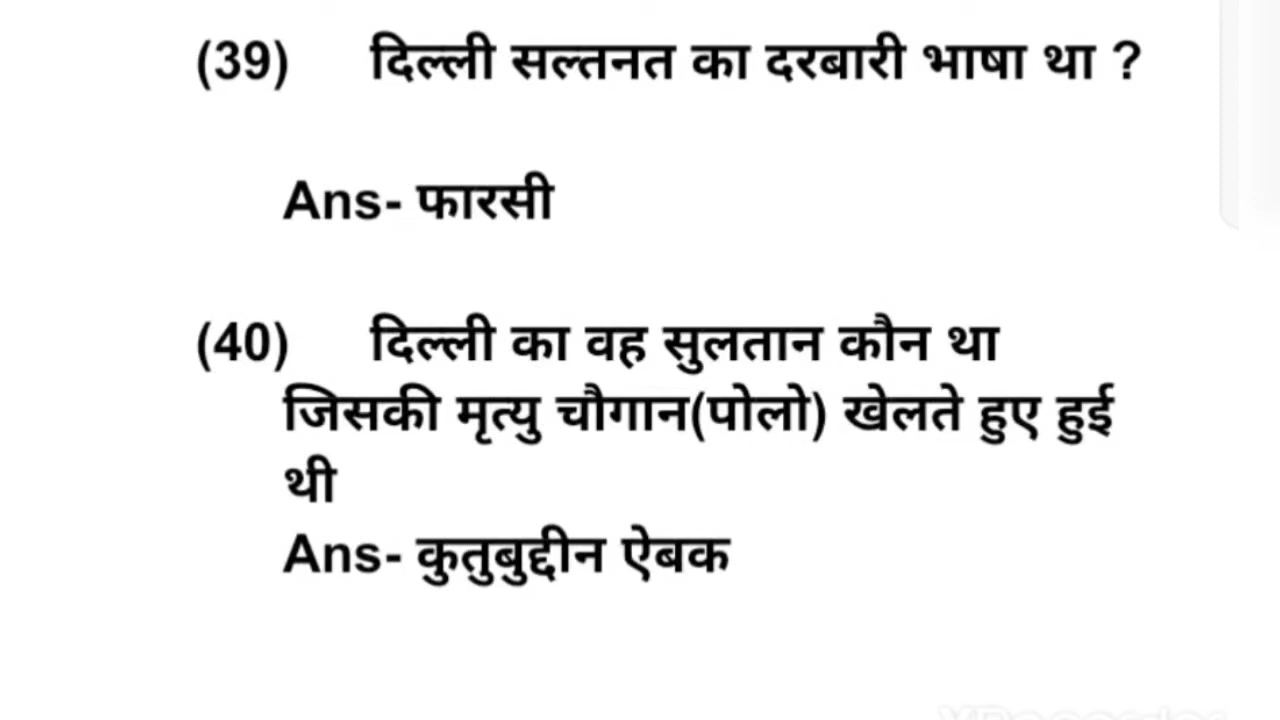 (39) दिल्ली सल्तनत का दरबारी भाषा था ?
Ans- फारसी
(40) दिल्ली का वह सुलतान कौन था
जिसकी मृत्यु चौगान(पोलो) खेलते हुए हुई
थी
Ans- कुतुबुद्दीन ऐबक